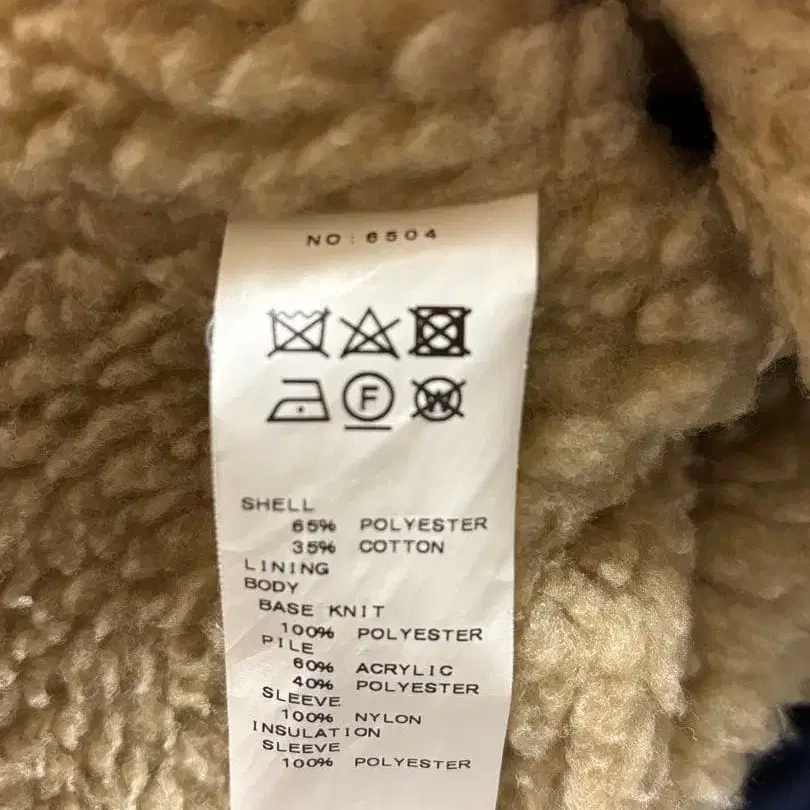 NO: 6504
F
W
SHELL
65% POLYESTER
35% COTTON
LINING
BODY
BASE KNIT
100% POLYESTER
PILE
60% ACRYLIC
40% POLYESTER
SLEEVE
100% NYLON
INSULATION
SLEEVE
100% POLYESTER